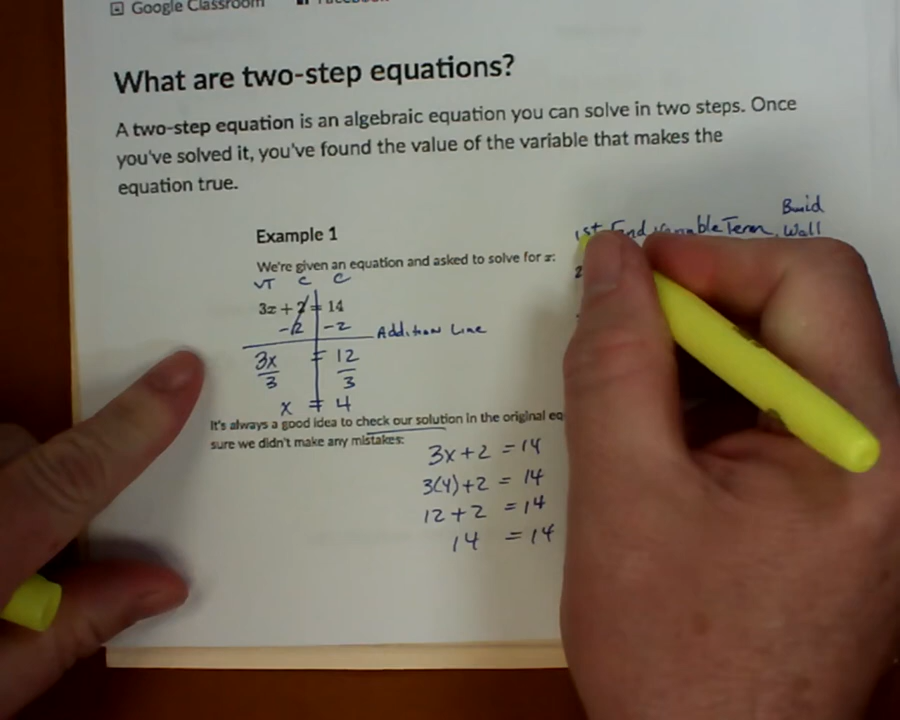 Google Classroom
What are two-step equations?
A two-step equation is an algebraic equation you can solve in two steps. Once
you've solved it, you've found the value of the variable that makes the
equation true.
Build
Example 1
1st Find Variable Term, Wall
We're given an equation and asked to solve for x:
VT C C
3x + 2 = 14
-2 -2 Addition Line
3x = 12
3 3
x = 4
It's always a good idea to check our solution in the original
sure we didn't make any mistakes:
3x+2 = 14
3(4)+2 = 14
12+2 = 14
14 = 14